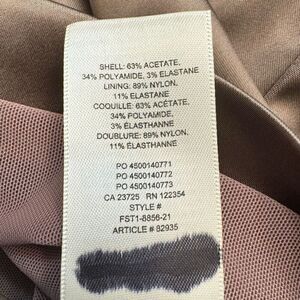 SHELL: 63% ACETATE,
34% POLYAMIDE, 3% ELASTANE
LINING: 89% NYLON,
11% ELASTANE
COQUILLE: 63% ACÉTATE,
34% POLYAMIDE,
3% ÉLASTHANNE
DOUBLURE: 89% NYLON,
11% ÉLASTHANNE
PO 4500140771
PO 4500140772
PO 4500140773
CA 23725 RN 122354
STYLE #
FST1-8856-21
ARTICLE # 82935